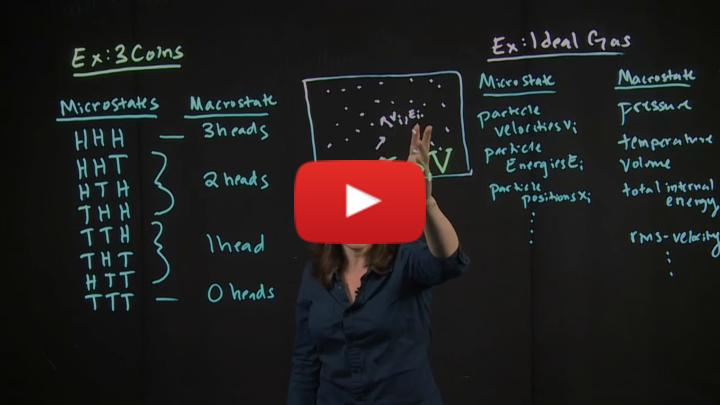 Ex: 3 Coins
Microstates
Macrostate
HHH — 3 heads
HHT
HTH
THH
2 heads
TTH
THT
HTT
1 head
TTT — 0 heads
vi, Ei
V
Ex: Ideal Gas
Microstate
particle
velocities vi
particle
Energies Ei
particle
positions xi
Macrostate
pressure
temperature
volume
total internal
energy
rms-velocity